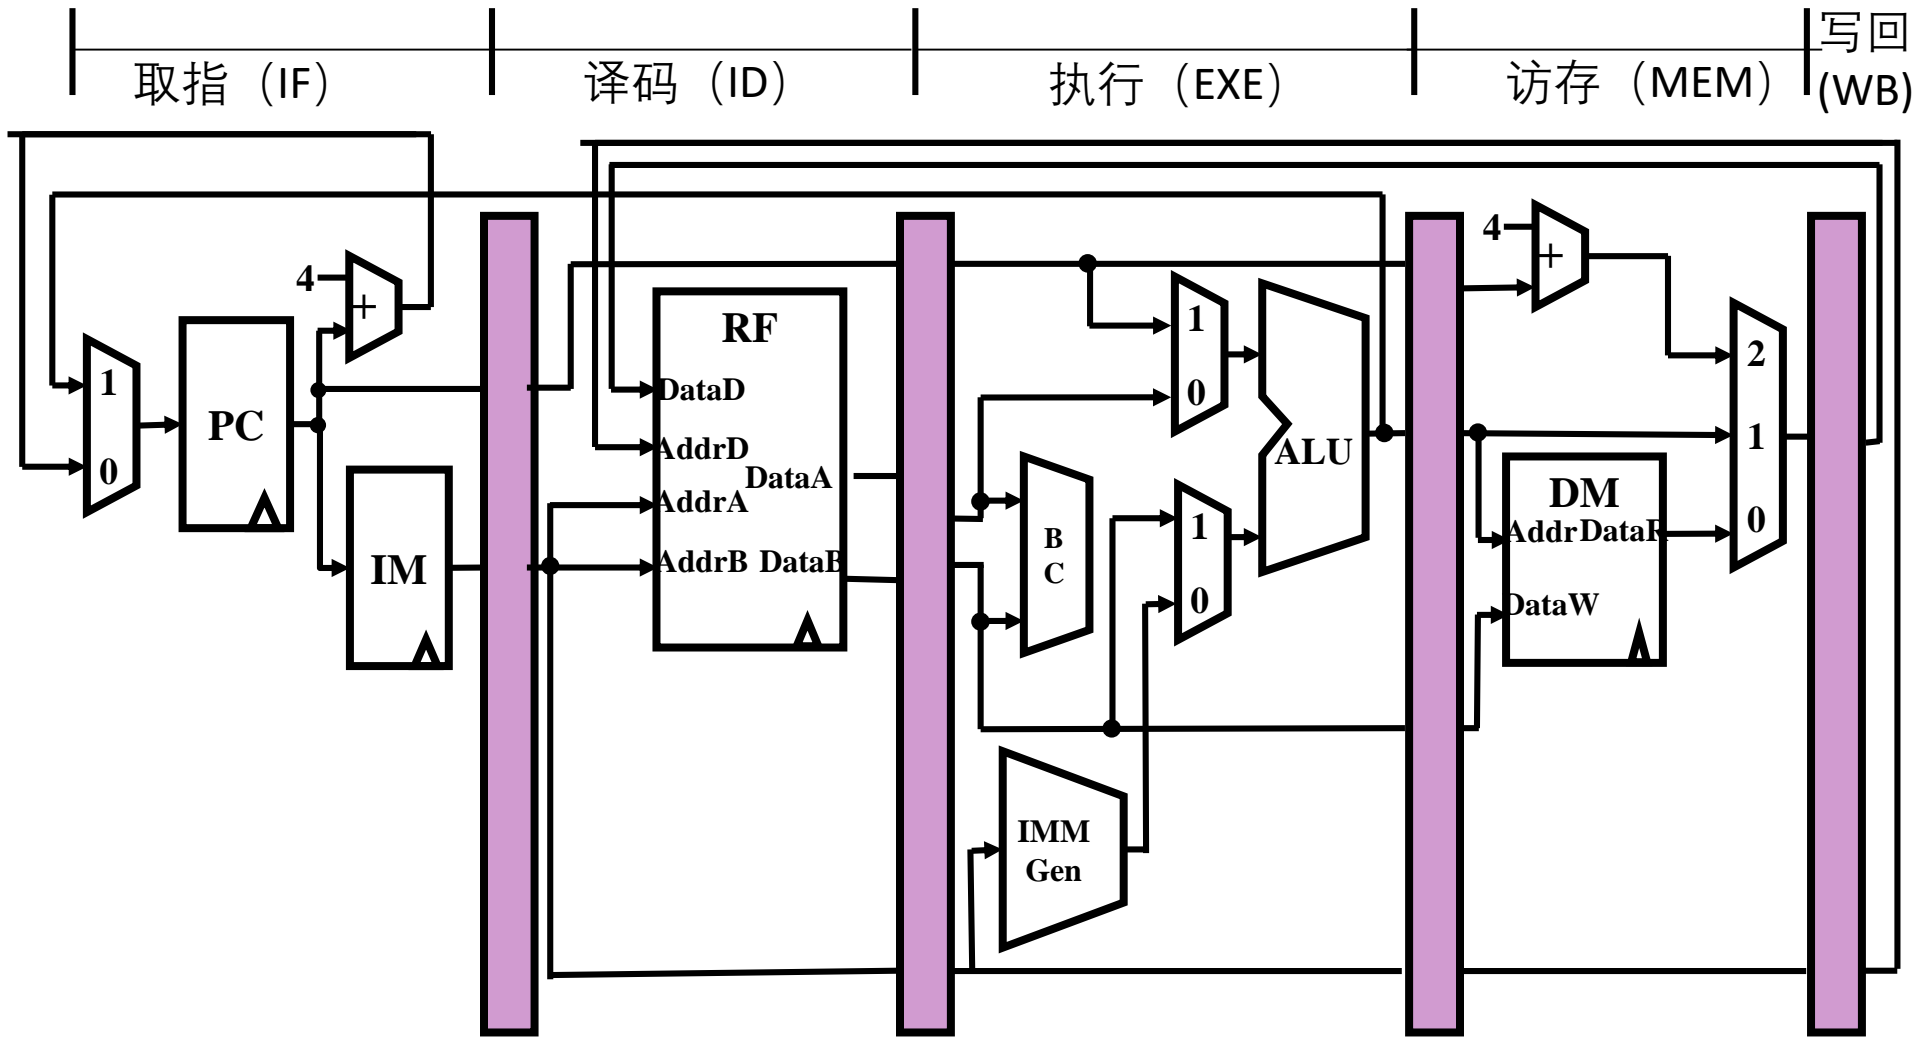 取指（IF）
译码（ID）
执行（EXE）
访存（MEM）
写回
(WB)
4
+
1
0
PC
IM
RF
DataD
AddrD
DataA
AddrA
AddrB DataB
1
0
B
C
1
0
ALU
IMM
Gen
4
+
DM
Addr DataR
DataW
2
1
0